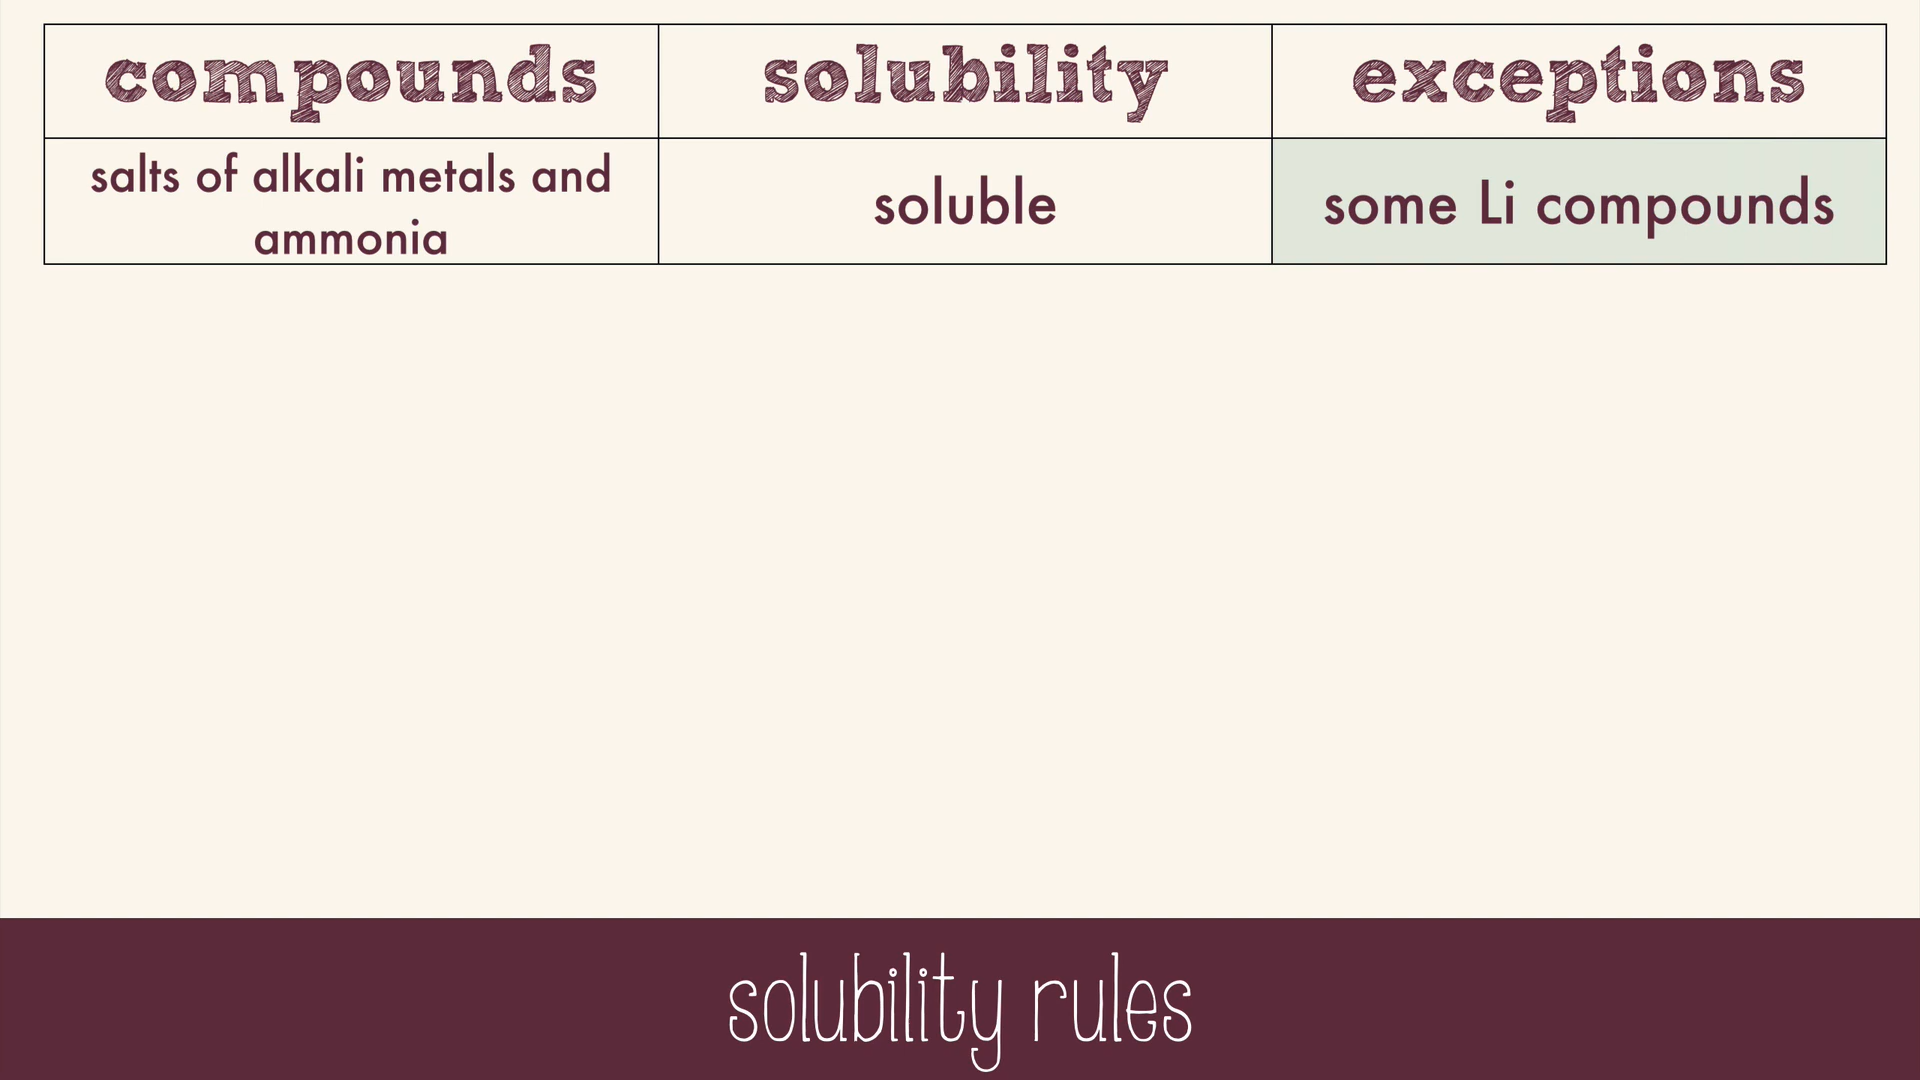 compounds solubility exceptions
salts of alkali metals and
ammonia
soluble
some Li compounds
solubility rules